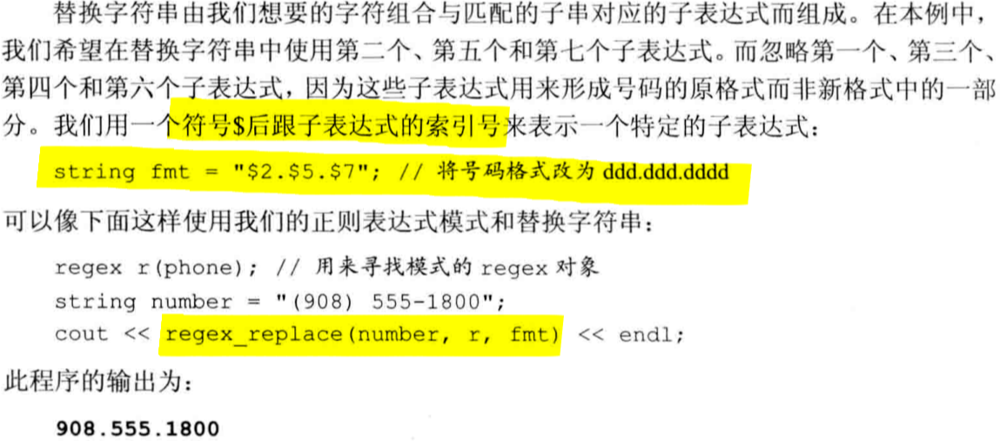 替换字符串由我们想要的字符组合与匹配的子串对应的子表达式而组成。在本例中，
我们希望在替换字符串中使用第二个、第五个和第七个子表达式。而忽略第一个、第三个、
第四个和第六个子表达式，因为这些子表达式用来形成号码的原格式而非新格式中的一部
分。我们用一个符号$后跟子表达式的索引号来表示一个特定的子表达式：
string fmt = "$2.$5.$7"; // 将号码格式改为 ddd.ddd.dddd
可以像下面这样使用我们的正则表达式模式和替换字符串：
regex r(phone); // 用来寻找模式的 regex 对象
string number = "(908) 555-1800";
cout << regex_replace(number, r, fmt) << endl;
此程序的输出为：
908.555.1800